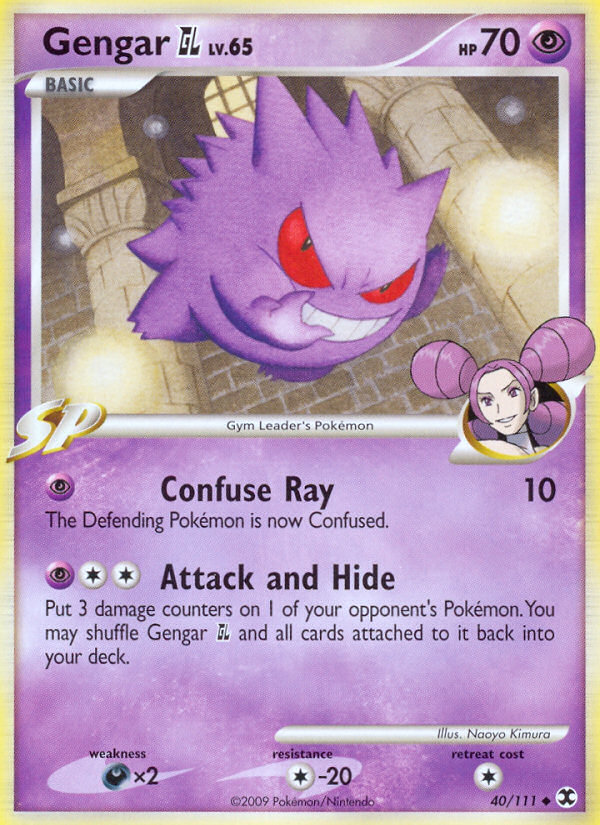 Gengar GL LV.65 HP 70
BASIC
SP
Gym Leader's Pokémon
Confuse Ray 10
The Defending Pokémon is now Confused.
Attack and Hide
Put 3 damage counters on 1 of your opponent's Pokémon. You
may shuffle Gengar GL and all cards attached to it back into
your deck.
Illus. Naoyo Kimura
weakness resistance retreat cost
×2 -20
©2009 Pokémon/Nintendo 40/111